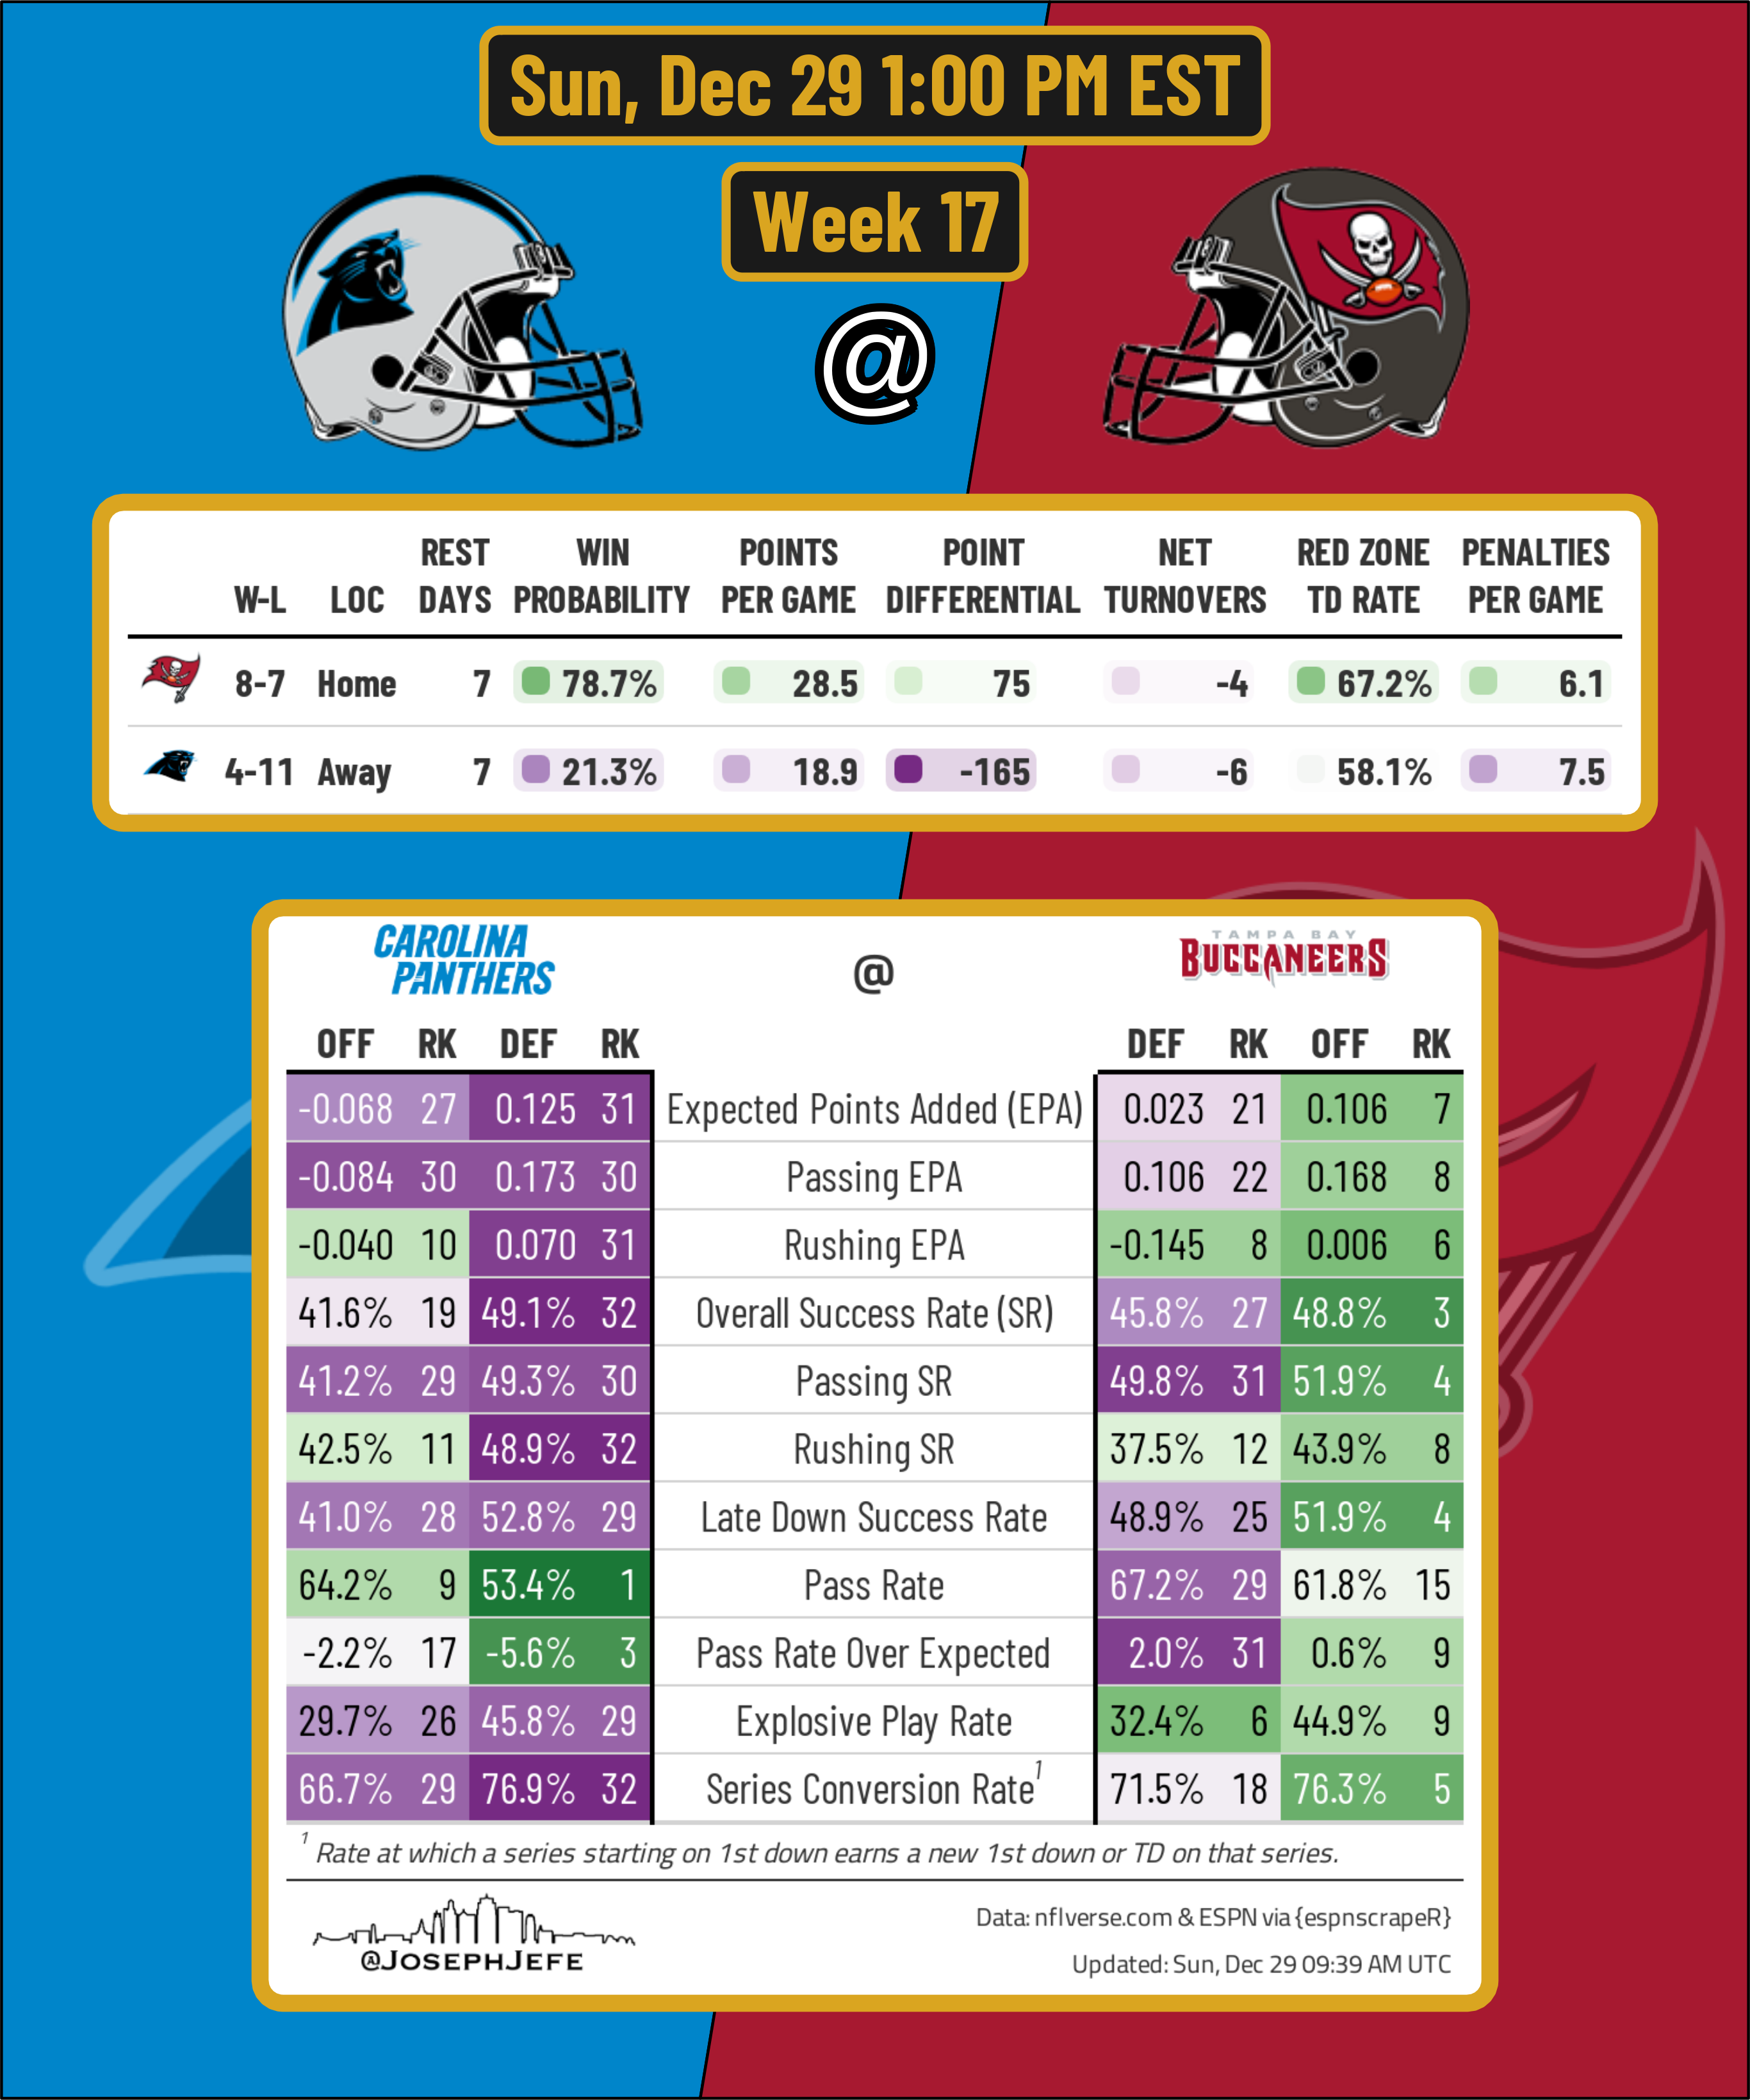 Sun, Dec 29 1:00 PM EST
Week 17
@
W-L LOC REST DAYS WIN PROBABILITY POINTS PER GAME POINT DIFFERENTIAL NET TURNOVERS RED ZONE TD RATE PENALTIES PER GAME
8-7 Home 7 78.7% 28.5 75 -4 67.2% 6.1
4-11 Away 7 21.3% 18.9 -165 -6 58.1% 7.5
CAROLINA PANTHERS @ TAMPA BAY BUCCANEERS
OFF RK DEF RK DEF RK OFF RK
-0.068 27 0.125 31 Expected Points Added (EPA) 0.023 21 0.106 7
-0.084 30 0.173 30 Passing EPA 0.106 22 0.168 8
-0.040 10 0.070 31 Rushing EPA -0.145 8 0.006 6
41.6% 19 49.1% 32 Overall Success Rate (SR) 45.8% 27 48.8% 3
41.2% 29 49.3% 30 Passing SR 49.8% 31 51.9% 4
42.5% 11 48.9% 32 Rushing SR 37.5% 12 43.9% 8
41.0% 28 52.8% 29 Late Down Success Rate 48.9% 25 51.9% 4
64.2% 9 53.4% 1 Pass Rate 67.2% 29 61.8% 15
-2.2% 17 -5.6% 3 Pass Rate Over Expected 2.0% 31 0.6% 9
29.7% 26 45.8% 29 Explosive Play Rate 32.4% 6 44.9% 9
66.7% 29 76.9% 32 Series Conversion Rate¹ 71.5% 18 76.3% 5
¹ Rate at which a series starting on 1st down earns a new 1st down or TD on that series.
@JOSEPHJEFE
Data: nflverse.com & ESPN via {espnscrapeR}
Updated: Sun, Dec 29 09:39 AM UTC